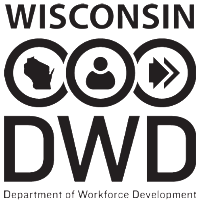 WISCONSIN
DWD
Department of Workforce Development